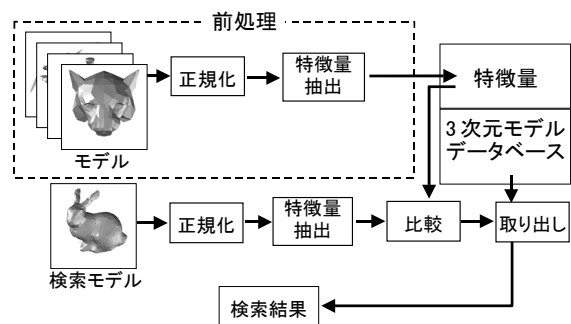 前処理
正規化
特徴量
抽出
特徴量
モデル
3次元モデル
データベース
検索モデル
正規化
特徴量
抽出
比較
取り出し
検索結果